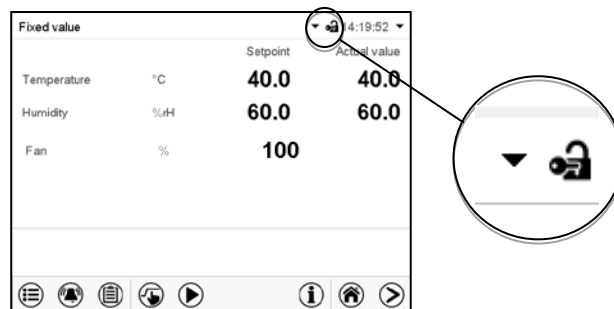 Fixed value 14:19:52
Setpoint Actual value
Temperature °C 40.0 40.0
Humidity %rH 60.0 60.0
Fan % 100